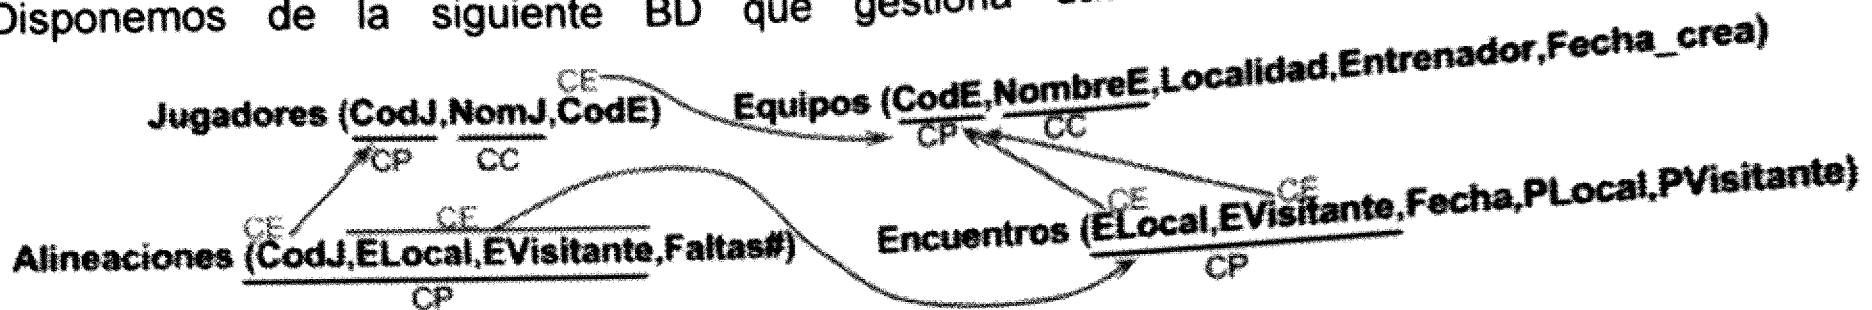 Disponemos de la siguiente BD que gestiona
CE
Jugadores (CodJ,NomJ,CodE) Equipos (CodE,NombreE,Localidad,Entrenador,Fecha_crea)
CP CC CP CC
CE CE CE CE
Alineaciones (CodJ,ELocal,EVisitante,Faltas#) Encuentros (ELocal,EVisitante,Fecha,PLocal,PVisitante)
CP CP